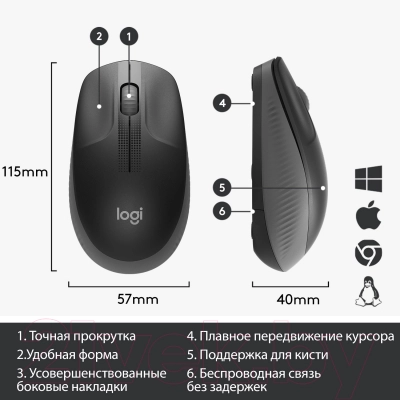 2
1
4
115mm
5
logi
6
57mm
40mm
1. Точная прокрутка
2.Удобная форма
3. Усовершенствованные
боковые накладки
4. Плавное передвижение курсора
5. Поддержка для кисти
6. Беспроводная связь
без задержек